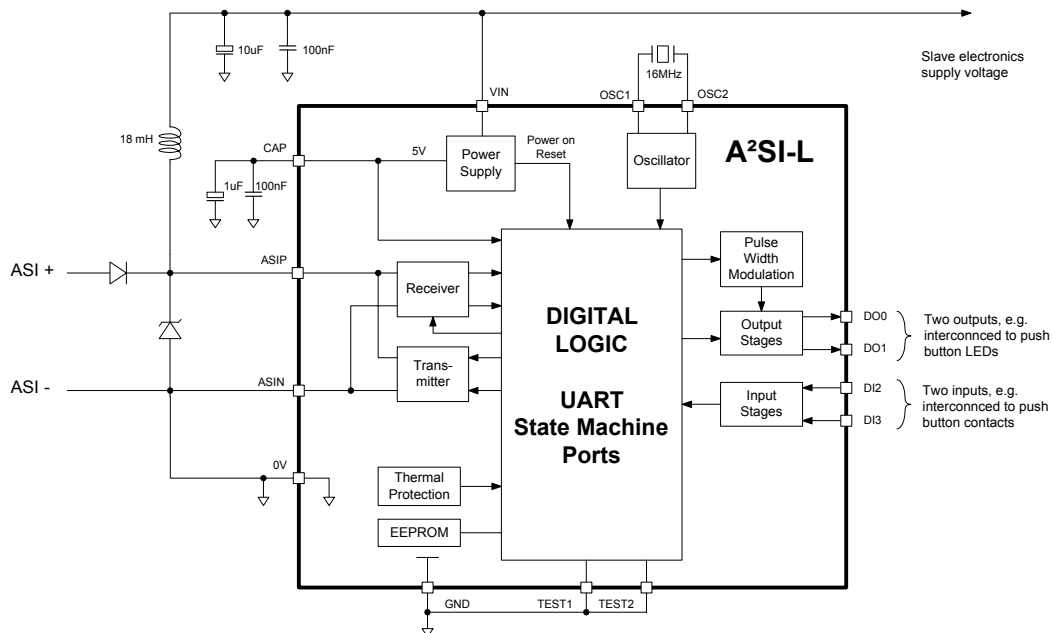 10uF
100nF
16MHz
Slave electronics
supply voltage
VIN
OSC1
OSC2
18 mH
CAP
5V
Power
Supply
Power on
Reset
Oscillator
A²SI-L
1uF
100nF
ASI +
ASIP
Receiver
DIGITAL
LOGIC
UART
State Machine
Ports
Pulse
Width
Modulation
Output
Stages
DO0
DO1
Two outputs, e.g.
interconnced to push
button LEDs
Trans-
mitter
ASI -
ASIN
Input
Stages
DI2
DI3
Two inputs, e.g.
interconnced to push
button contacts
0V
Thermal
Protection
EEPROM
GND
TEST1
TEST2